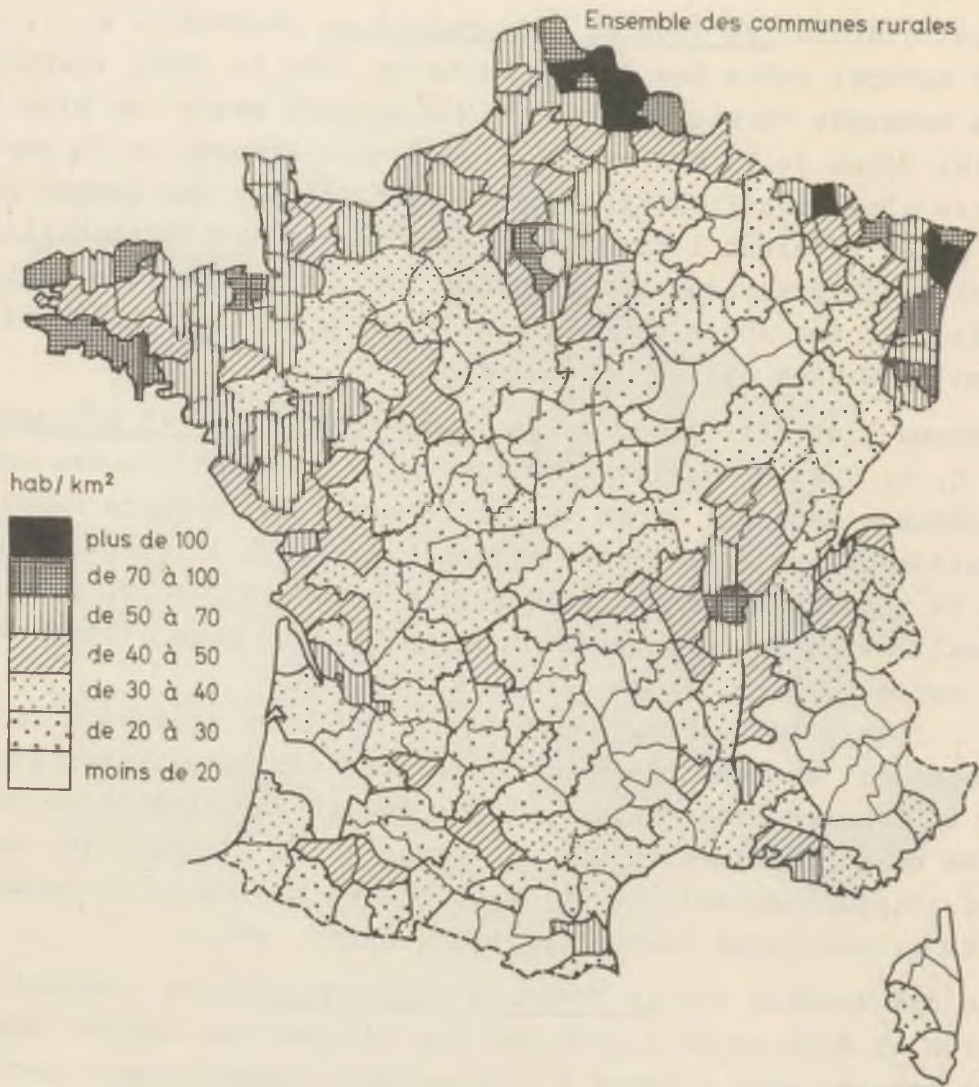 Ensemble des communes rurales
hab/km²
plus de 100
de 70 à 100
de 50 à 70
de 40 à 50
de 30 à 40
de 20 à 30
moins de 20